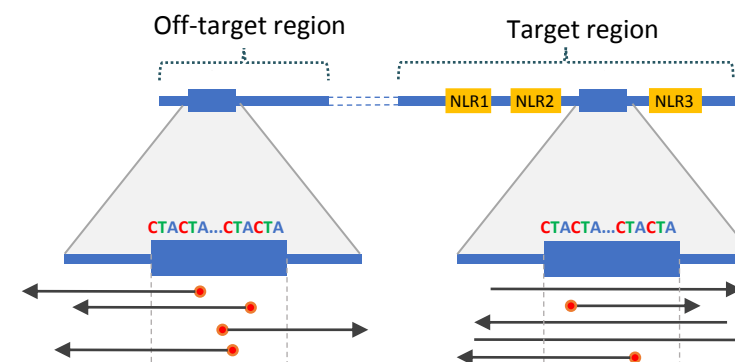 Off-target region
Target region
NLR1
NLR2
NLR3
CTACTA...CTACTA
CTACTA...CTACTA